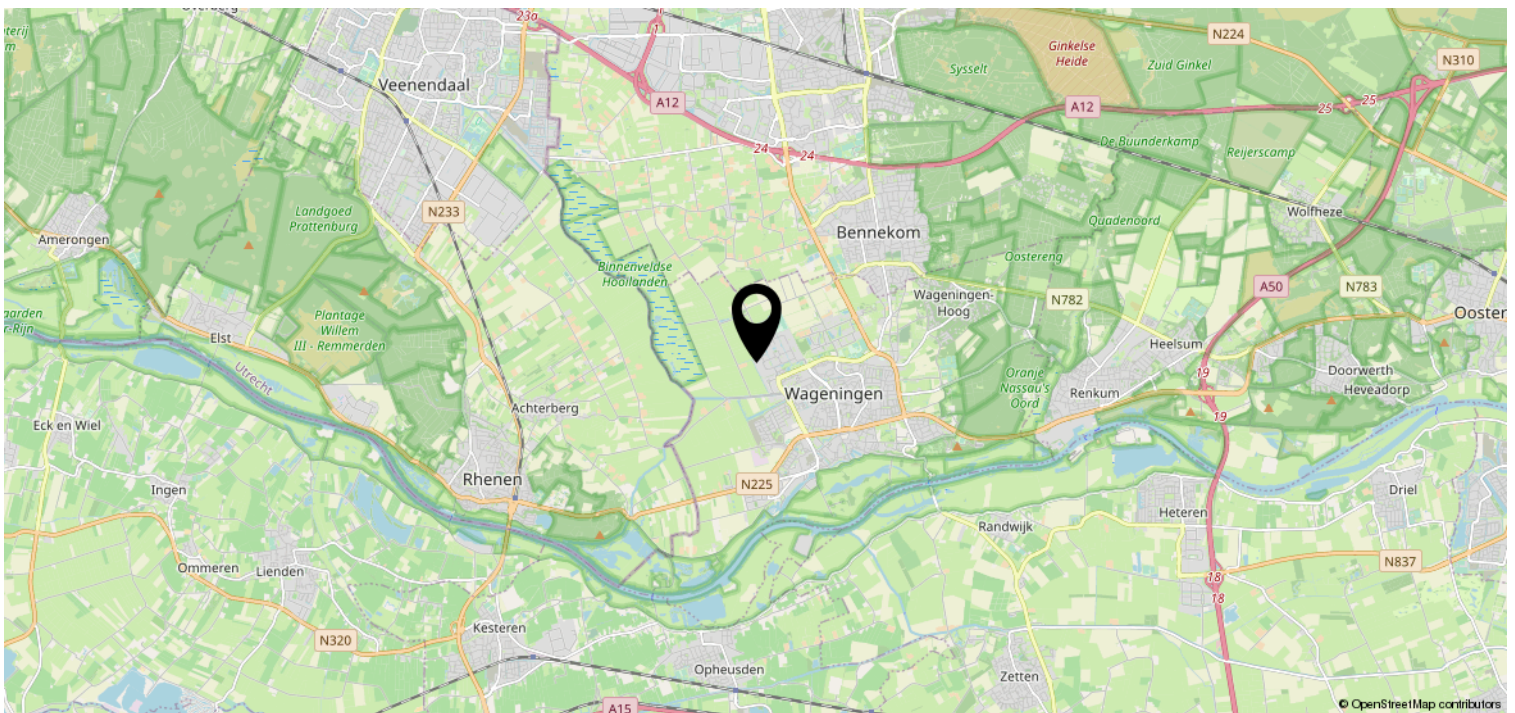 23a
1
N224
Ginkelse
Heide
Sysselt
Zuid Ginkel
N310
Veenendaal
A12
A12
25
25
De Buunderkamp
Reijerscamp
24
24
N233
Landgoed
Prattenburg
Wolfheze
Quadenoord
Bennekom
Amerongen
Oostereng
Binnenveldse
Hooilanden
A50
N783
N782
Wageningen-
Hoog
Plantage
Willem
III - Remmerden
Elst
Heelsum
Utrecht
Oranje
Nassau's
Oord
19
Doorwerth
Heveadorp
Renkum
Wageningen
Achterberg
19
Eck en Wiel
Rhenen
N225
Ingen
Driel
Heteren
Randwijk
Ommeren
Lienden
N837
18
18
N320
Kesteren
Opheusden
Zetten
A15
© OpenStreetMap contributors